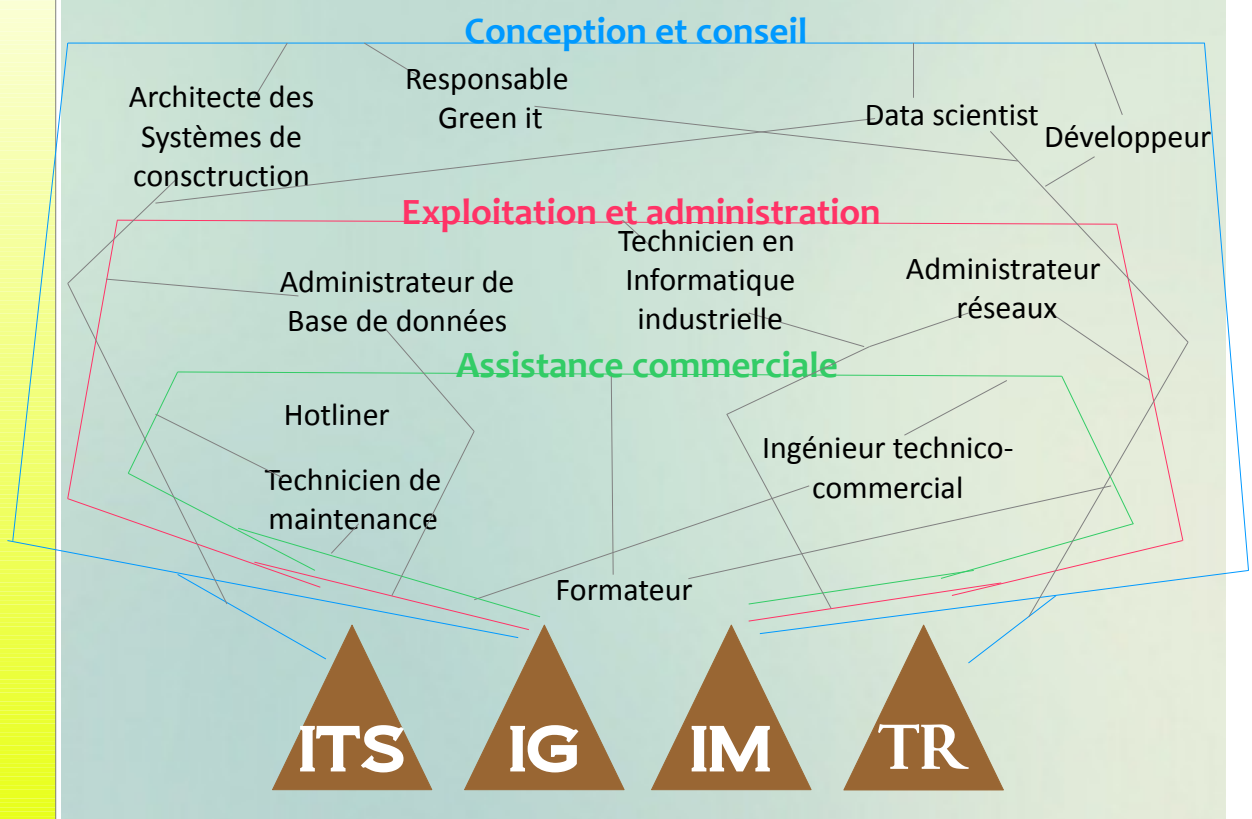 Conception et conseil
Responsable
Green it
Architecte des
Systèmes de
consctruction
Data scientist
Développeur
Exploitation et administration
Technicien en
Informatique
industrielle
Administrateur de
Base de données
Administrateur
réseaux
Assistance commerciale
Hotliner
Technicien de
maintenance
Ingénieur technico-
commercial
Formateur
ITS
IG
IM
TR